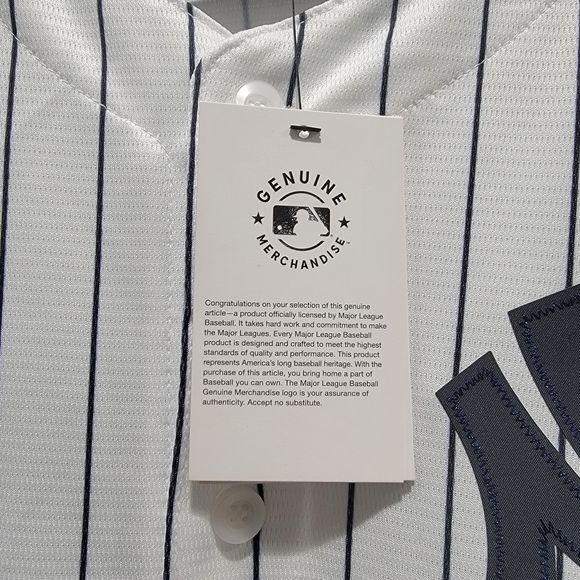 GENUINE
MERCHANDISE™
Congratulations on your selection of this genuine
article—a product officially licensed by Major League
Baseball. It takes hard work and commitment to make
the Major Leagues. Every Major League Baseball
product is designed and crafted to meet the highest
standards of quality and performance. This product
represents America's long baseball heritage. With the
purchase of this article, you bring home a part of
Baseball you can own. The Major League Baseball
Genuine Merchandise logo is your assurance of
authenticity. Accept no substitute.